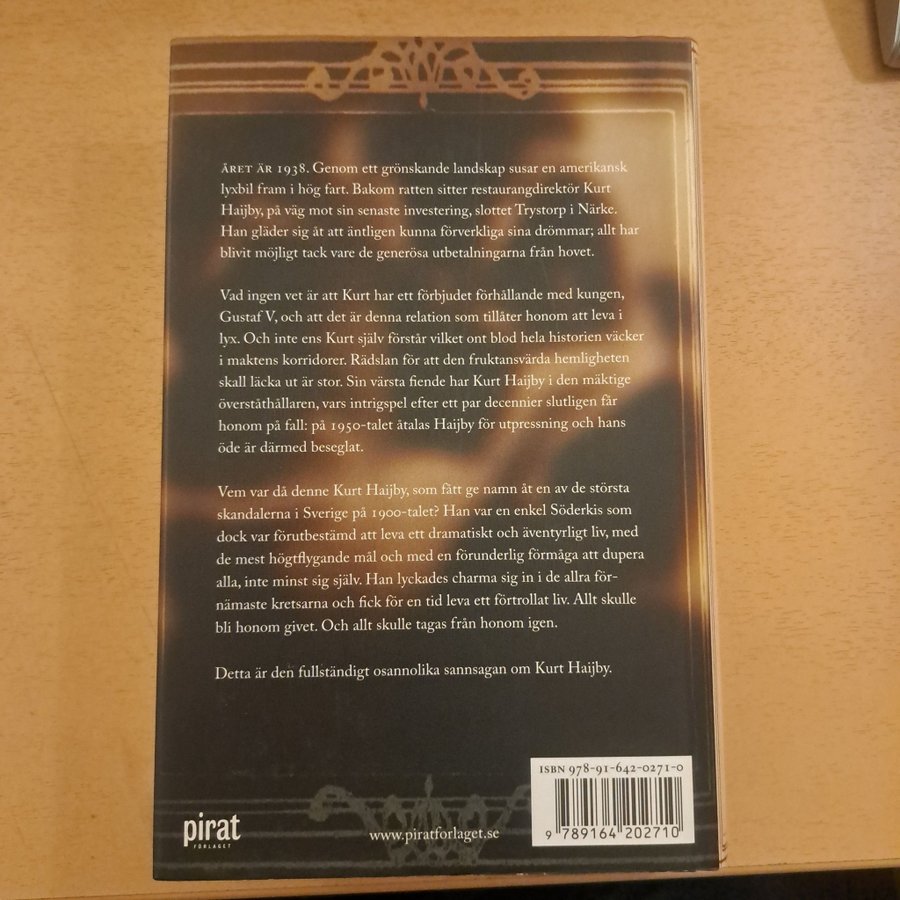 ÅRET ÄR 1938. Genom ett grönskande landskap susar en amerikansk
lyxbil fram i hög fart. Bakom ratten sitter restaurangdirektör Kurt
Haijby, på väg mot sin senaste investering, slottet Trystorp i Närke.
Han gläder sig åt att äntligen kunna förverkliga sina drömmar; allt har
blivit möjligt tack vare de generösa utbetalningarna från hovet.
Vad ingen vet är att Kurt har ett förbjudet förhållande med kungen,
Gustaf V, och att det är denna relation som tillåter honom att leva i
lyx. Och inte ens Kurt själv förstår vilket ont blod hela historien väcker
i maktens korridorer. Rädslan för att den fruktansvärda hemligheten
skall läcka ut är stor. Sin värsta fiende har Kurt Haijby i den mäktige
överståthållaren, vars intrigspel efter ett par decennier slutligen får
honom på fall: på 1950-talet åtalas Haijby för utpressning och hans
öde är därmed beseglat.
Vem var då denne Kurt Haijby, som fått ge namn åt en av de största
skandalerna i Sverige på 1900-talet? Han var en enkel Söderkis som
dock var förutbestämd att leva ett dramatiskt och äventyrligt liv, med
de mest högtflygande mål och med en förunderlig förmåga att dupera
alla, inte minst sig själv. Han lyckades charma sig in i de allra för-
nämaste kretsarna och fick för en tid leva ett förtrollat liv. Allt skulle
bli honom givet. Och allt skulle tagas från honom igen.
Detta är den fullständigt osannolika sannsagan om Kurt Haijby.
ISBN 978-91-642-0271-0
9 789164 202710
pirat
FÖRLAGET
www.piratforlaget.se